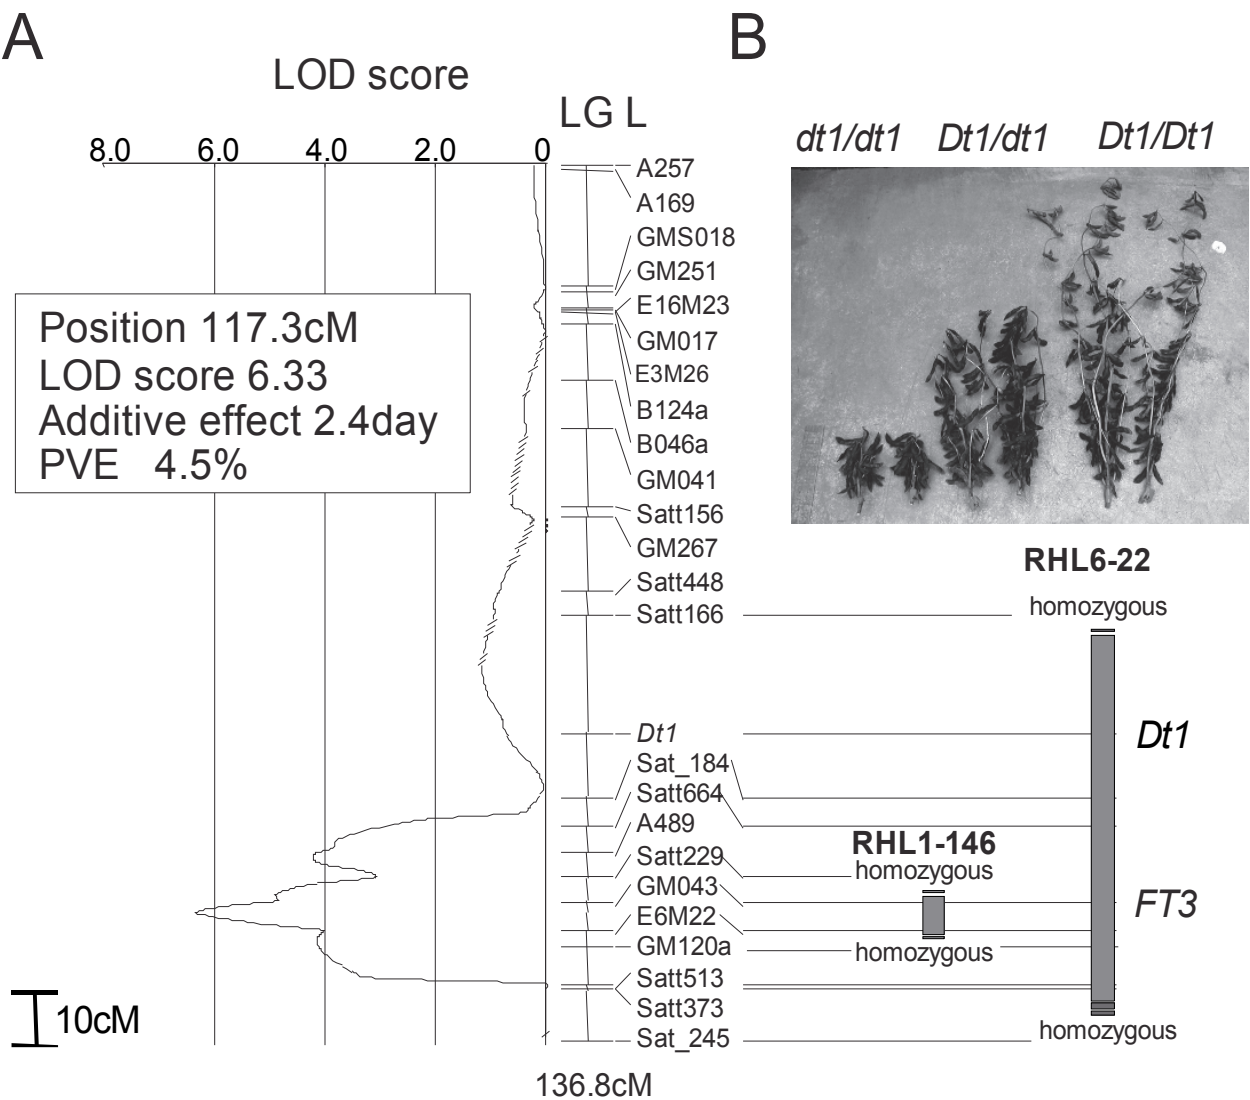 A
B
LOD score
LG L
8.0 6.0 4.0 2.0 0
dt1/dt1 Dt1/dt1 Dt1/Dt1
A257
A169
GMS018
GM251
E16M23
GM017
E3M26
B124a
B046a
GM041
Satt156
GM267
Satt448
Satt166
Dt1
Sat_184
Satt664
A489
Satt229
GM043
E6M22
GM120a
Satt513
Satt373
Sat_245
Position 117.3cM
LOD score 6.33
Additive effect 2.4day
PVE 4.5%
10cM
136.8cM
RHL6-22
homozygous
Dt1
RHL1-146
homozygous
FT3
homozygous
homozygous